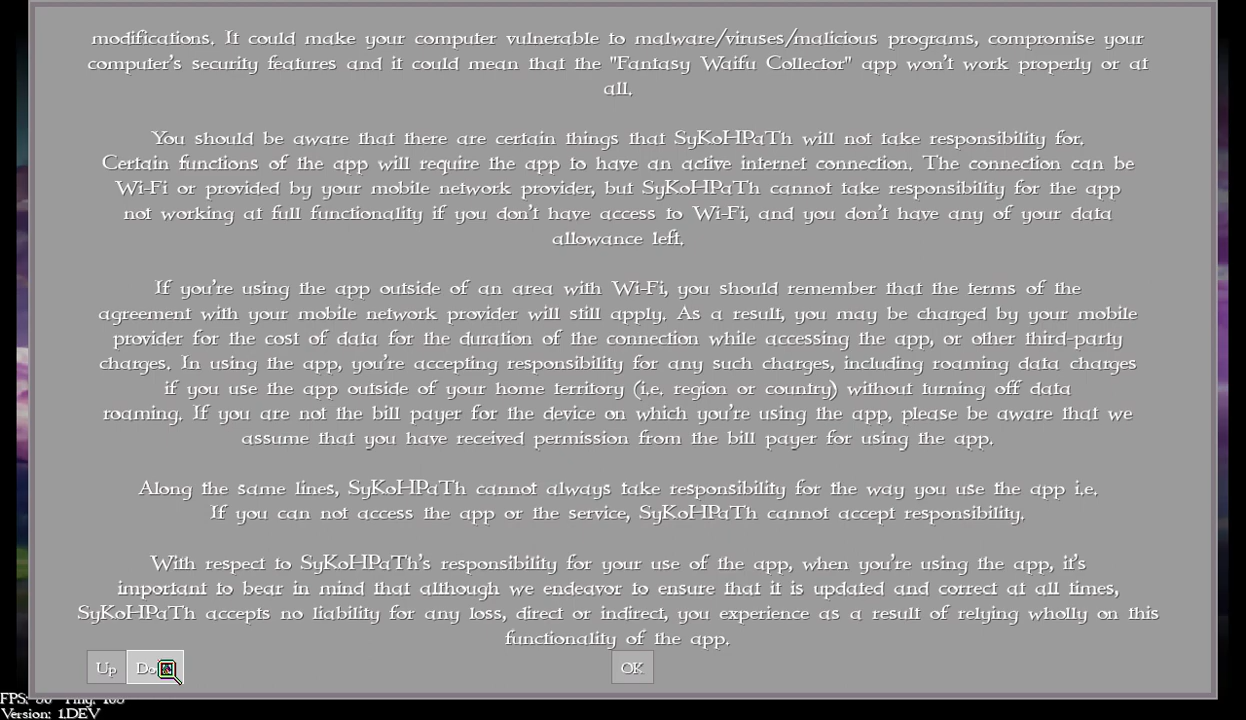 modifications. It could make your computer vulnerable to malware/viruses/malicious programs, compromise your
computer's security features and it could mean that the "Fantasy Waifu Collector" app won't work properly or at
all.
You should be aware that there are certain things that SyKoHPaTh will not take responsibility for.
Certain functions of the app will require the app to have an active internet connection. The connection can be
Wi-Fi or provided by your mobile network provider, but SyKoHPaTh cannot take responsibility for the app
not working at full functionality if you don't have access to Wi-Fi, and you don't have any of your data
allowance left.
If you're using the app outside of an area with Wi-Fi, you should remember that the terms of the
agreement with your mobile network provider will still apply. As a result, you may be charged by your mobile
provider for the cost of data for the duration of the connection while accessing the app, or other third-party
charges. In using the app, you're accepting responsibility for any such charges, including roaming data charges
if you use the app outside of your home territory (i.e. region or country) without turning off data
roaming. If you are not the bill payer for the device on which you're using the app, please be aware that we
assume that you have received permission from the bill payer for using the app.
Along the same lines, SyKoHPaTh cannot always take responsibility for the way you use the app i.e.
If you can not access the app or the service, SyKoHPaTh cannot accept responsibility.
With respect to SyKoHPaTh's responsibility for your use of the app, when you're using the app, it's
important to bear in mind that although we endeavor to ensure that it is updated and correct at all times,
SyKoHPaTh accepts no liability for any loss, direct or indirect, you experience as a result of relying wholly on this
functionality of the app.
Up OK
FPS: Ping:
Version: 1.DEV